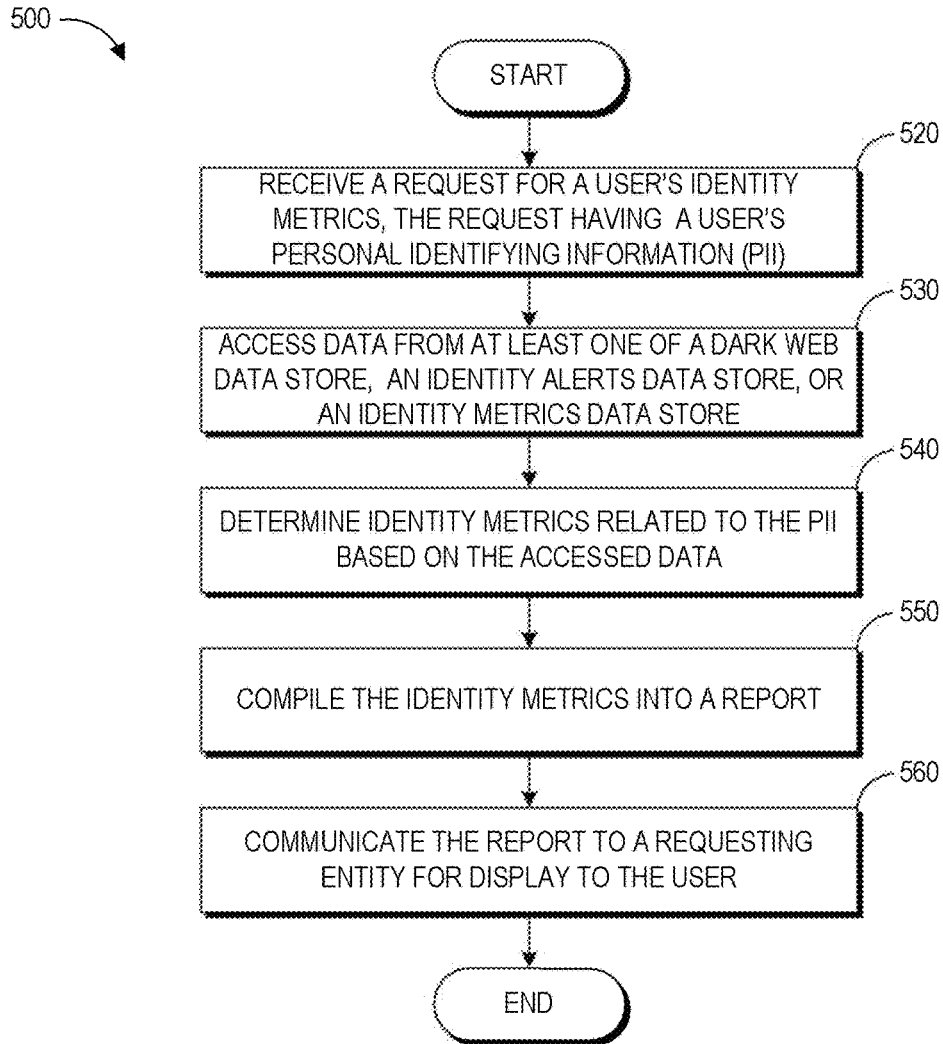 500
START
520
RECEIVE A REQUEST FOR A USER'S IDENTITY
METRICS, THE REQUEST HAVING A USER'S
PERSONAL IDENTIFYING INFORMATION (PII)
530
ACCESS DATA FROM AT LEAST ONE OF A DARK WEB
DATA STORE, AN IDENTITY ALERTS DATA STORE, OR
AN IDENTITY METRICS DATA STORE
540
DETERMINE IDENTITY METRICS RELATED TO THE PII
BASED ON THE ACCESSED DATA
550
COMPILE THE IDENTITY METRICS INTO A REPORT
560
COMMUNICATE THE REPORT TO A REQUESTING
ENTITY FOR DISPLAY TO THE USER
END